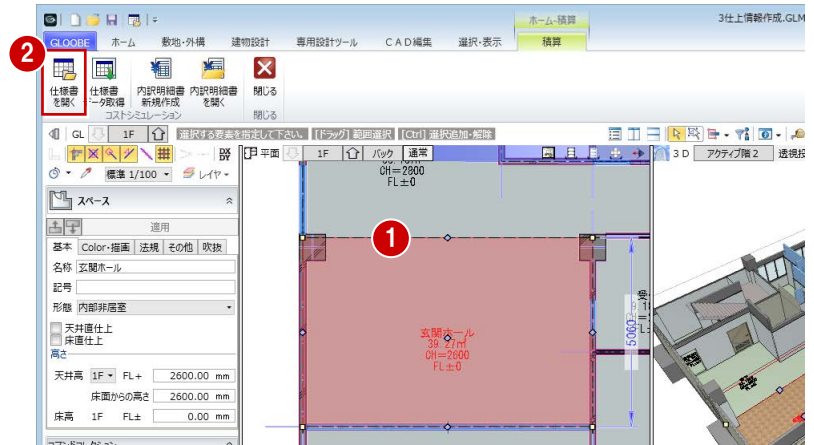 ホーム-積算
3仕上情報作成.GLM
2
GLOOBE
ホーム
敷地・外構
建物設計
専用設計ツール
CAD編集
選択・表示
積算
仕様書を開く
仕様書
データ取得
内訳明細書
新規作成
内訳明細書
を開く
閉じる
コストシミュレーション
閉じる
GL
1F
選択する要素を指定して下さい。 [[ドラッグ]範囲選択 [Ctrl]選択追加・解除]
標準 1/100
レイヤ
平面
1F
バック
通常
3D
アクティブ階2
CH=2800
FL±0
スペース
適用
基本
Color・描画
法規
その他
吹抜
名称
玄関ホール
記号
形態
内部非居室
天井直仕上
床直仕上
高さ
天井高
1F
FL+
2600.00 mm
床面からの高さ
2600.00 mm
床高
1F
FL±
0.00 mm
1
玄関ホール
39.27㎡
CH=2600
FL±0
5060